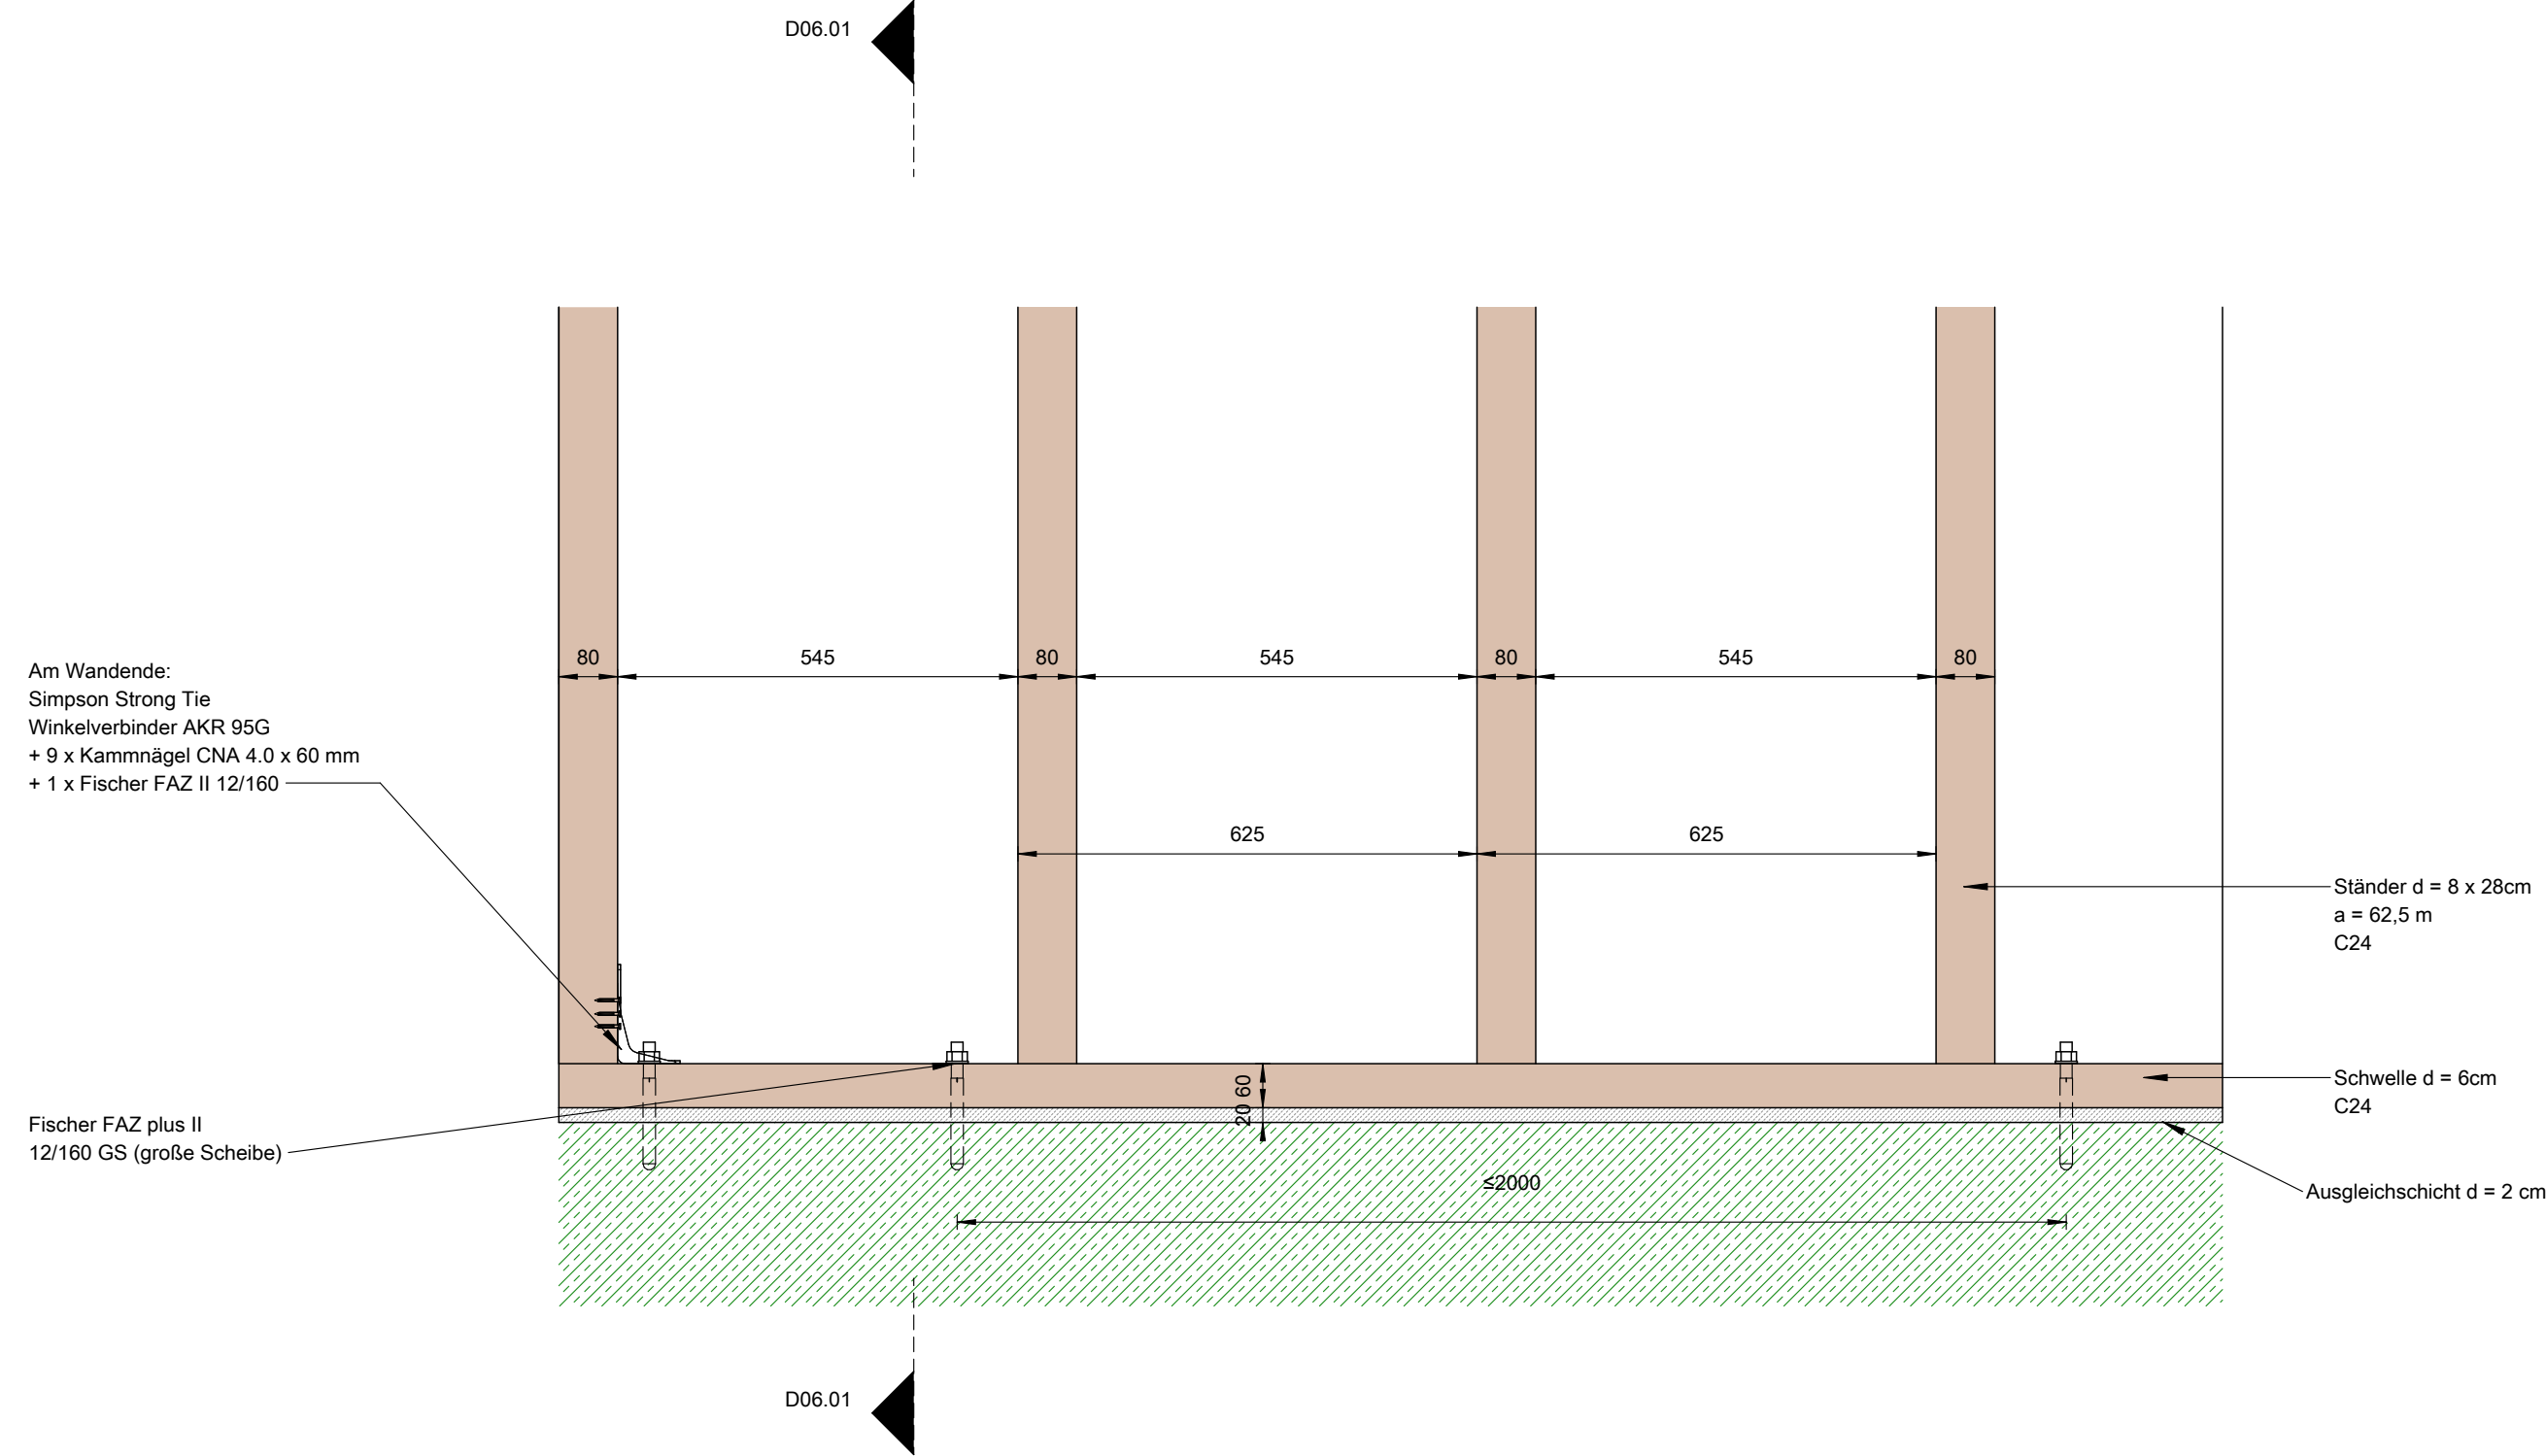 D06.01
80
545
80
545
80
545
80
Am Wandende:
Simpson Strong Tie
Winkelverbinder AKR 95G
+ 9 x Kammnägel CNA 4.0 x 60 mm
+ 1 x Fischer FAZ II 12/160
625
625
Ständer d = 8 x 28cm
a = 62,5 m
C24
20 60
Schwelle d = 6cm
C24
Fischer FAZ plus II
12/160 GS (große Scheibe)
≤2000
Ausgleichschicht d = 2 cm
D06.01